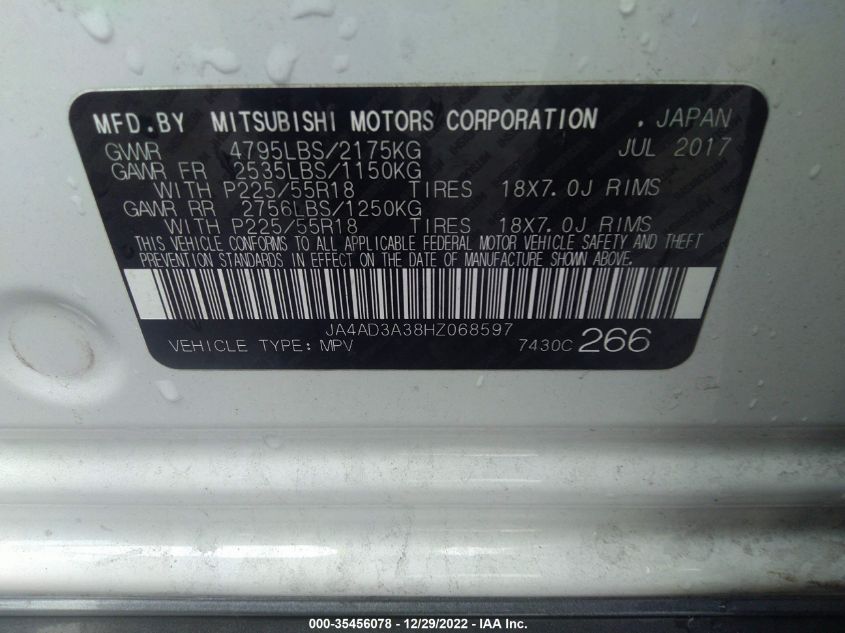 MFD.BY MITSUBISHI MOTORS CORPORATION . JAPAN
GVWR 4795LBS/2175KG JUL 2017
GAWR FR 2535LBS/1150KG
WITH P225/55R18 TIRES 18X7.0J RIMS
GAWR RR 2756LBS/1250KG
WITH P225/55R18 TIRES 18X7.0J RIMS
THIS VEHICLE CONFORMS TO ALL APPLICABLE FEDERAL MOTOR VEHICLE SAFETY AND THEFT
PREVENTION STANDARDS IN EFFECT ON THE DATE OF MANUFACTURE SHOWN ABOVE.
JA4AD3A38HZ068597
VEHICLE TYPE: MPV 7430C 266
000-35456078 - 12/29/2022 - IAA Inc.